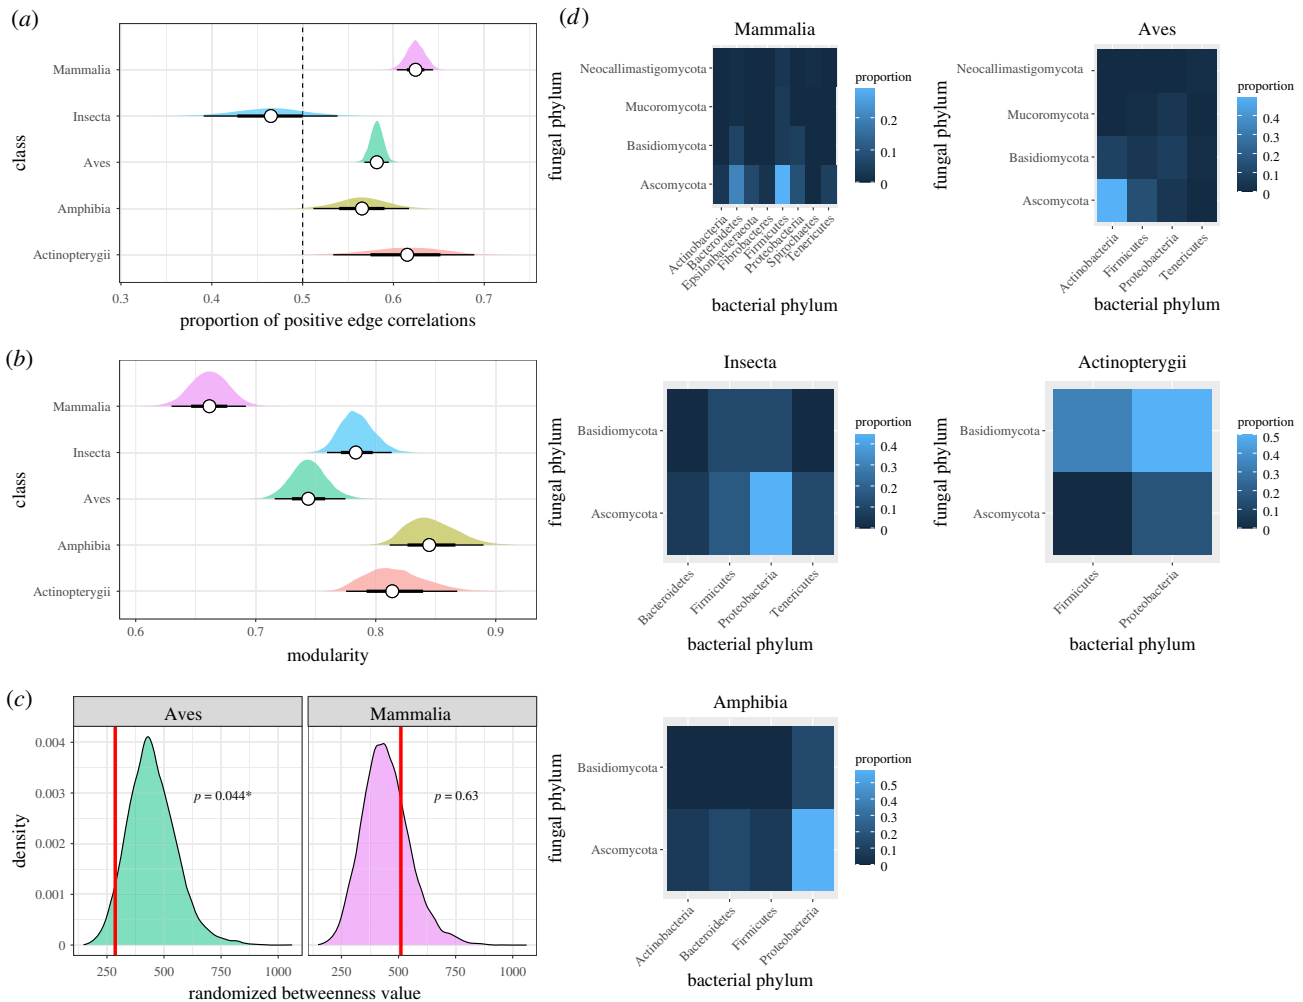 (a)
class
Mammalia
Insecta
Aves
Amphibia
Actinopterygii
0.3 0.4 0.5 0.6 0.7
proportion of positive edge correlations
(b)
class
Mammalia
Insecta
Aves
Amphibia
Actinopterygii
0.6 0.7 0.8 0.9
modularity
(c)
Aves Mammalia
density
0.004
0.003
0.002
0.001
0
p = 0.044*
p = 0.63
250 500 750 1000 250 500 750 1000
randomized betweenness value
(d)
Mammalia
fungal phylum
Neocallimastigomycota
Mucoromycota
Basidiomycota
Ascomycota
Actinobacteria
Bacteroidetes
Epsilonbacteraeota
Fibrobacteres
Firmicutes
Proteobacteria
Spirochaetes
Tenericutes
bacterial phylum
proportion
0.2
0.1
0
Aves
fungal phylum
Neocallimastigomycota
Mucoromycota
Basidiomycota
Ascomycota
Actinobacteria
Firmicutes
Proteobacteria
Tenericutes
bacterial phylum
proportion
0.4
0.3
0.2
0.1
0
Insecta
fungal phylum
Basidiomycota
Ascomycota
Bacteroidetes
Firmicutes
Proteobacteria
Tenericutes
bacterial phylum
proportion
0.4
0.3
0.2
0.1
0
Actinopterygii
fungal phylum
Basidiomycota
Ascomycota
Firmicutes
Proteobacteria
bacterial phylum
proportion
0.5
0.4
0.3
0.2
0.1
0
Amphibia
fungal phylum
Basidiomycota
Ascomycota
Actinobacteria
Bacteroidetes
Firmicutes
Proteobacteria
bacterial phylum
proportion
0.5
0.4
0.3
0.2
0.1
0